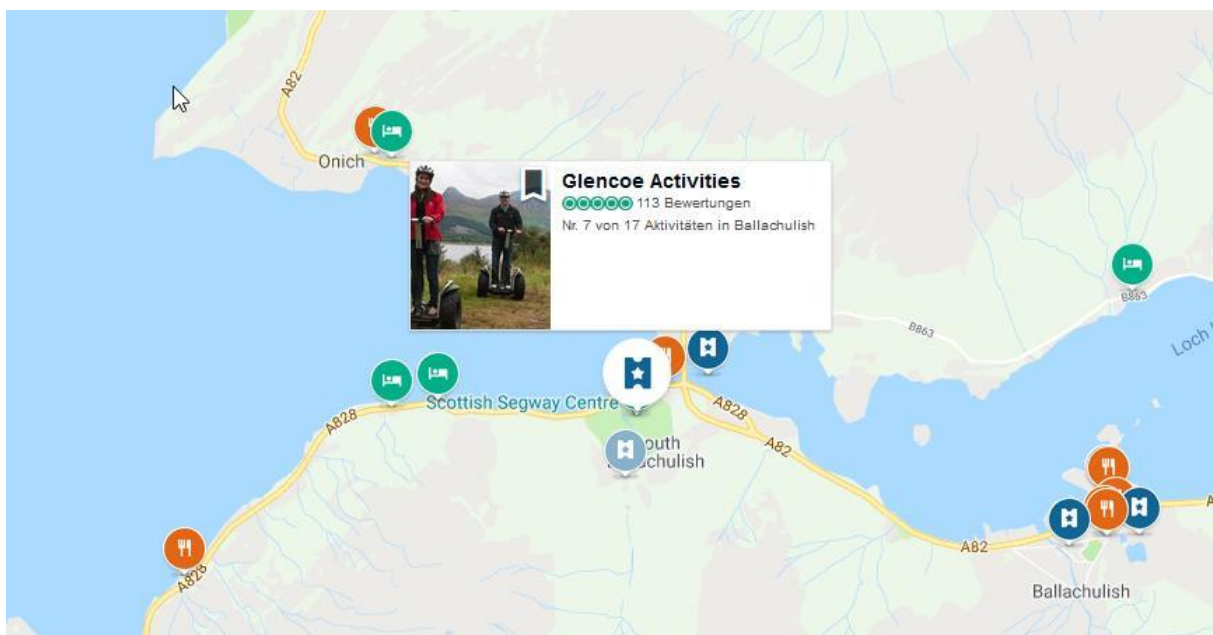 A82
Onich
Glencoe Activities
113 Bewertungen
Nr. 7 von 17 Aktivitäten in Ballachulish
B863
B863
Loch
Scottish Segway Centre
A828
A828
A82
outh
achulish
A828
A82
A
Ballachulish